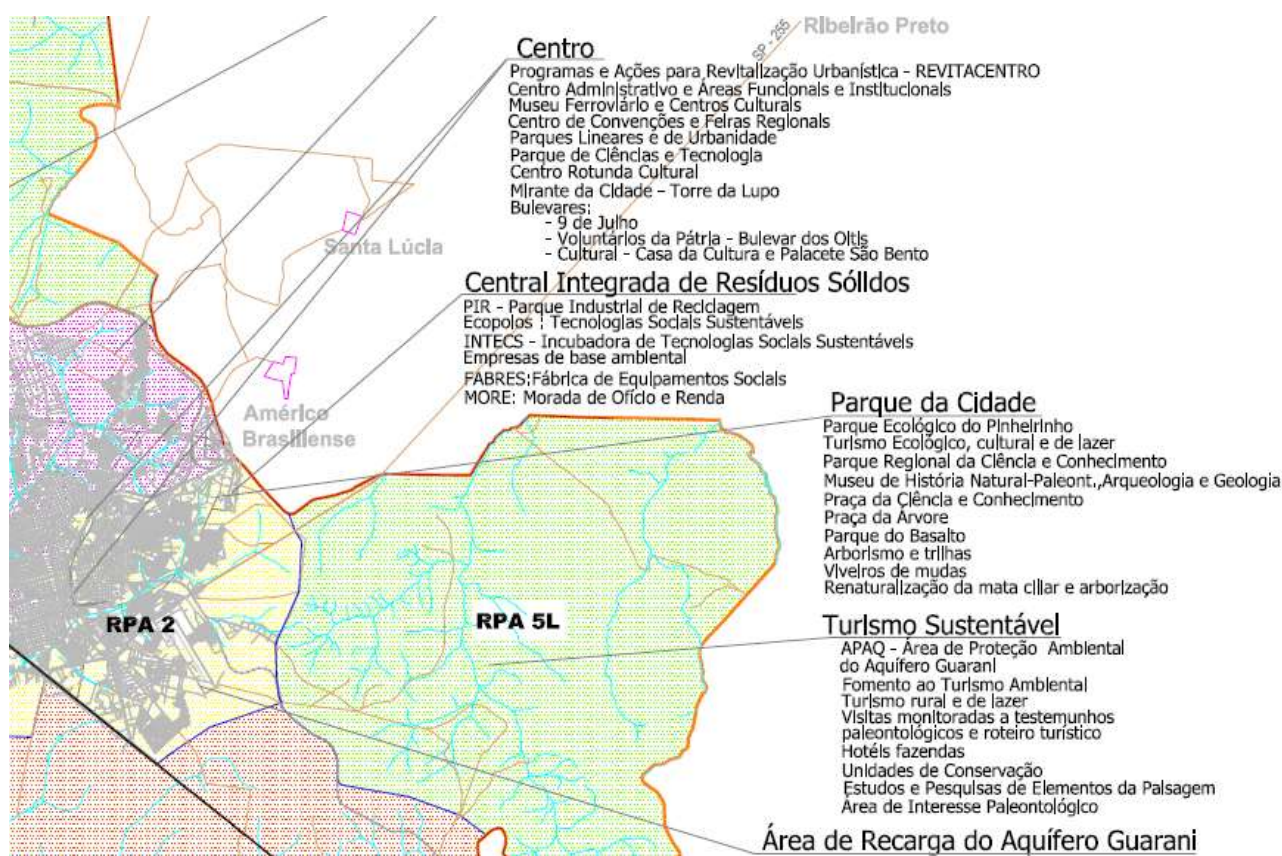 Ribeirão Preto
SP - 255
Centro
Programas e Ações para Revitalização Urbanística - REVITACENTRO
Centro Administrativo e Áreas Funcionais e Institucionais
Museu Ferroviário e Centros Culturais
Centro de Convenções e Feiras Regionais
Parques Lineares e de Urbanidade
Parque de Ciências e Tecnologia
Centro Rotunda Cultural
Mirante da Cidade - Torre da Lupo
Bulevares:
- 9 de Julho
- Voluntários da Pátria - Bulevar dos Oitis
- Cultural - Casa da Cultura e Palacete São Bento
Santa Lúcia
Central Integrada de Resíduos Sólidos
PIR - Parque Industrial de Reciclagem
Ecopolos : Tecnologias Sociais Sustentáveis
INTECS - Incubadora de Tecnologias Sociais Sustentáveis
Empresas de base ambiental
FABRES:Fábrica de Equipamentos Sociais
MORE: Morada de Ofício e Renda
Américo
Brasiliense
Parque da Cidade
Parque Ecológico do Pinheirinho
Turismo Ecológico, cultural e de lazer
Parque Regional da Ciência e Conhecimento
Museu de História Natural-Paleont.,Arqueologia e Geologia
Praça da Ciência e Conhecimento
Praça da Árvore
Parque do Basalto
Arborismo e trilhas
Viveiros de mudas
Renaturalização da mata ciliar e arborização
RPA 2
RPA 5L
Turismo Sustentável
APAQ - Área de Proteção Ambiental
do Aquífero Guarani
Fomento ao Turismo Ambiental
Turismo rural e de lazer
Visitas monitoradas a testemunhos
paleontológicos e roteiro turístico
Hotéis fazendas
Unidades de Conservação
Estudos e Pesquisas de Elementos da Paisagem
Área de Interesse Paleontológico
Área de Recarga do Aquífero Guarani